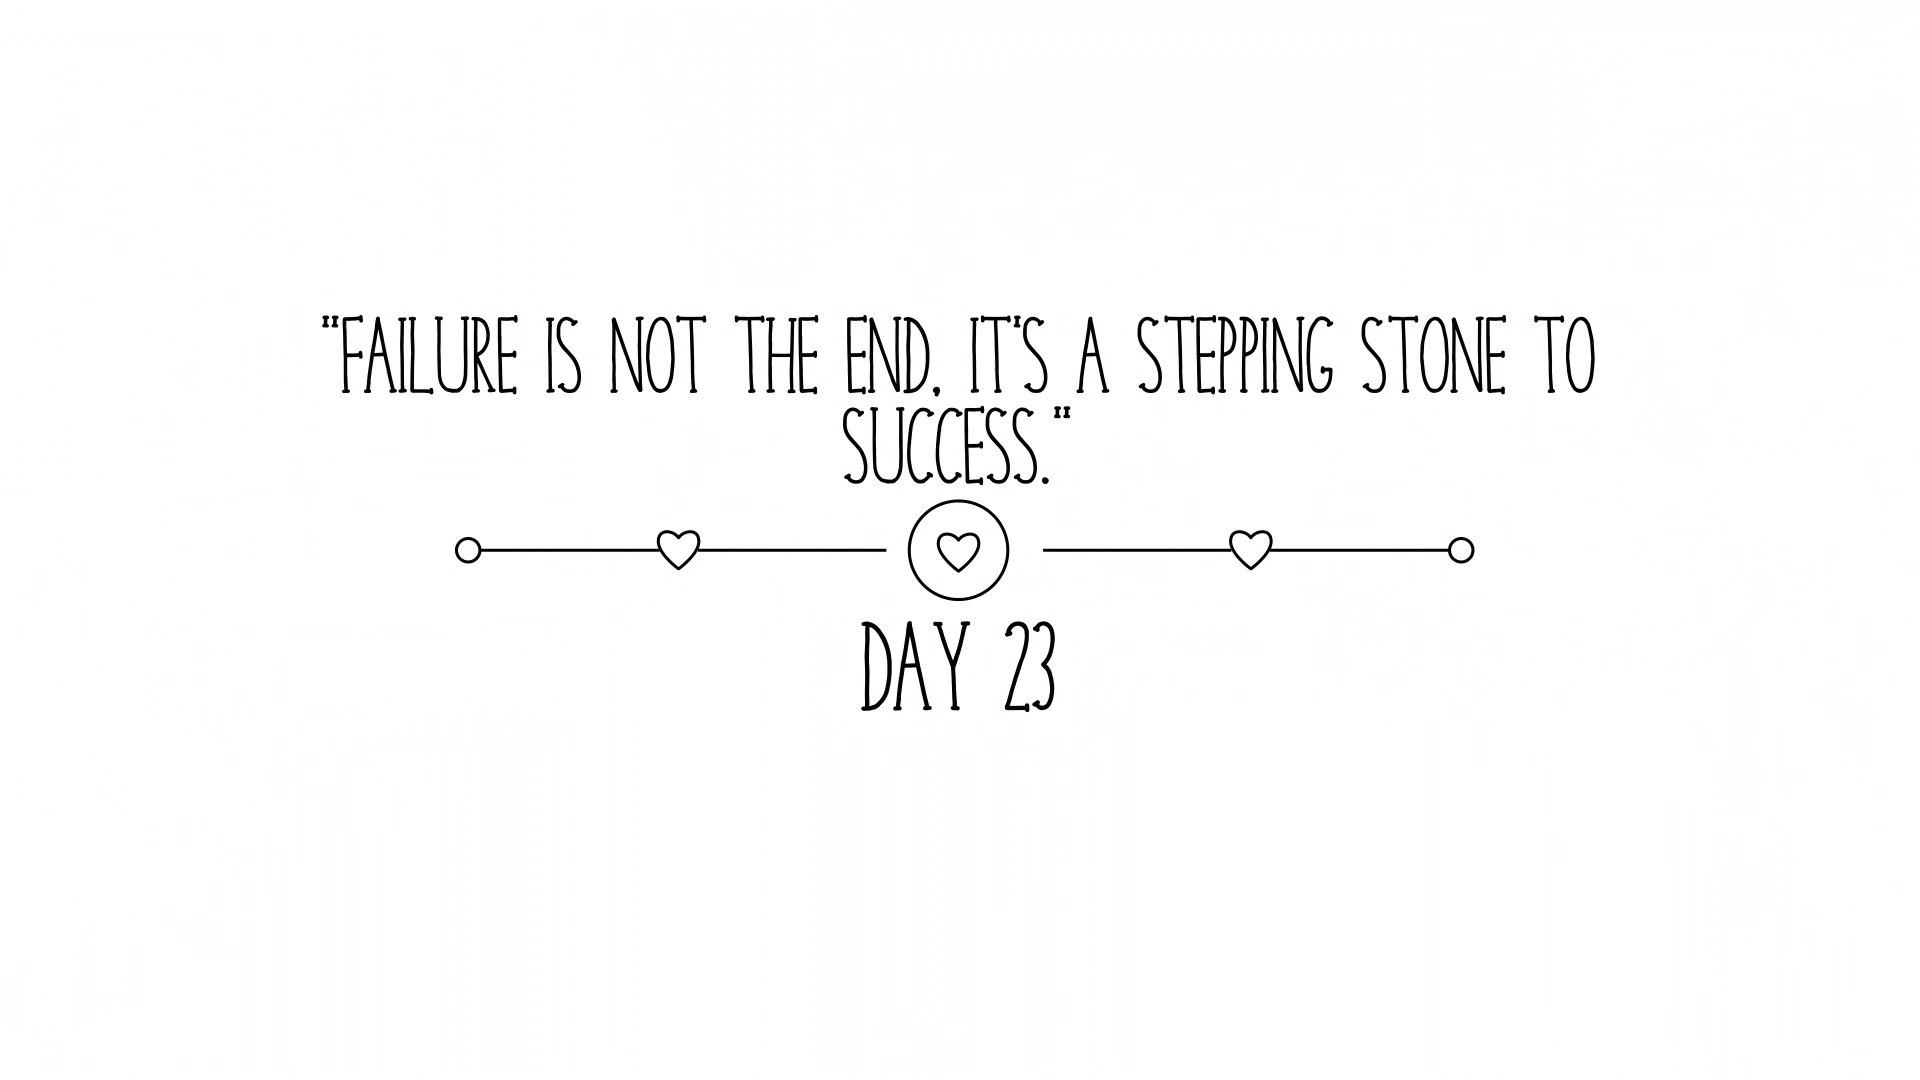 "FAILURE IS NOT THE END, IT'S A STEPPING STONE TO
SUCCESS."
DAY 23